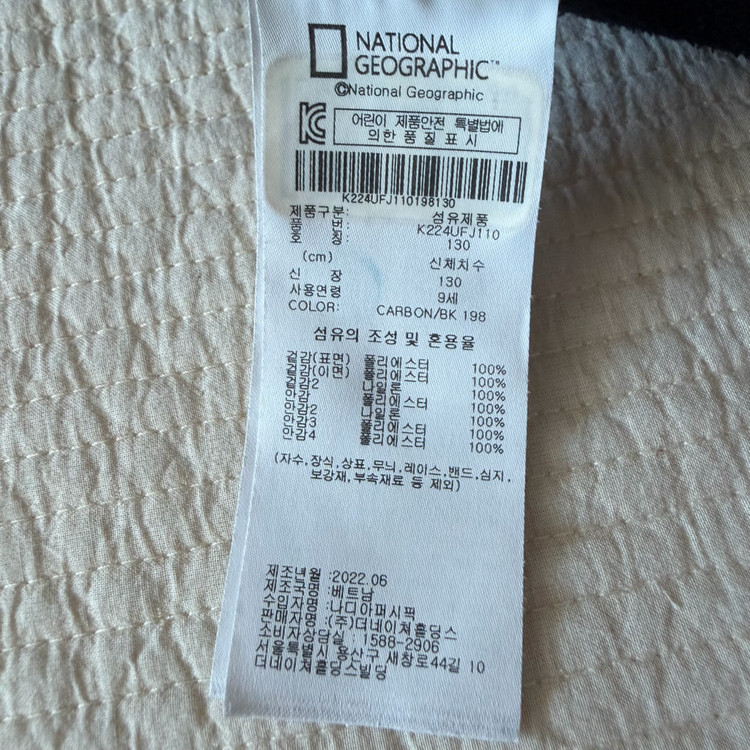 NATIONAL
GEOGRAPHIC™
©National Geographic
어린이 제품안전 특별법에
의한 품질표시
K224UFJ110198130
제품구분: 섬유제품
품번: K224UFJ110
호칭: 130
(cm) 신체치수
신장 130
사용연령 9세
COLOR: CARBON/BK 198
섬유의 조성 및 혼용율
겉감(표면) 폴리에스터 100%
겉감(이면) 폴리에스터 100%
겉감2 나일론 100%
안감 폴리에스터 100%
안감2 나일론 100%
안감3 폴리에스터 100%
안감4 폴리에스터 100%
(자수,장식,상표,무늬,레이스,밴드,심지,
보강재,부속재료 등 제외)
제조년월:2022.06
제조국명:베트남
수입자명:나디아퍼시픽
판매자명:(주)더네이쳐홀딩스
소비자상담실: 1588-2906
서울특별시 용산구,새창로44길 10
더네이쳐홀딩스빌딩